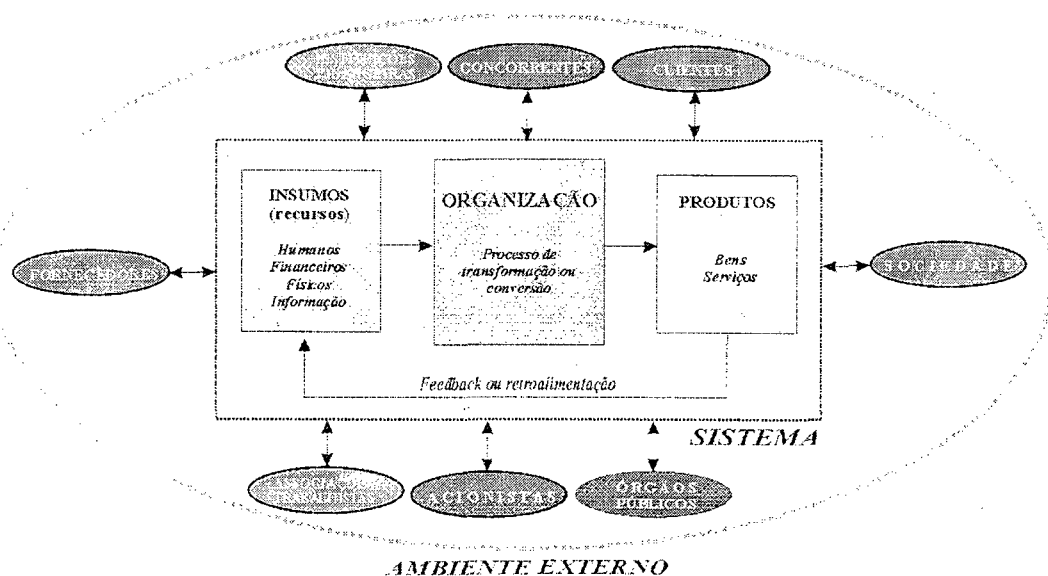 CONCORRENTES
CLIENTES
INSUMOS
(recursos)
Humanos
Financeiros
Físicos
Informação
ORGANIZAÇÃO
Processo de
transformação ou
conversão
PRODUTOS
Bens
Serviços
FORNECEDORES
SOCIEDADE
Feedback ou retroalimentação
SISTEMA
ACIONISTAS
ÓRGÃOS
PÚBLICOS
AMBIENTE EXTERNO